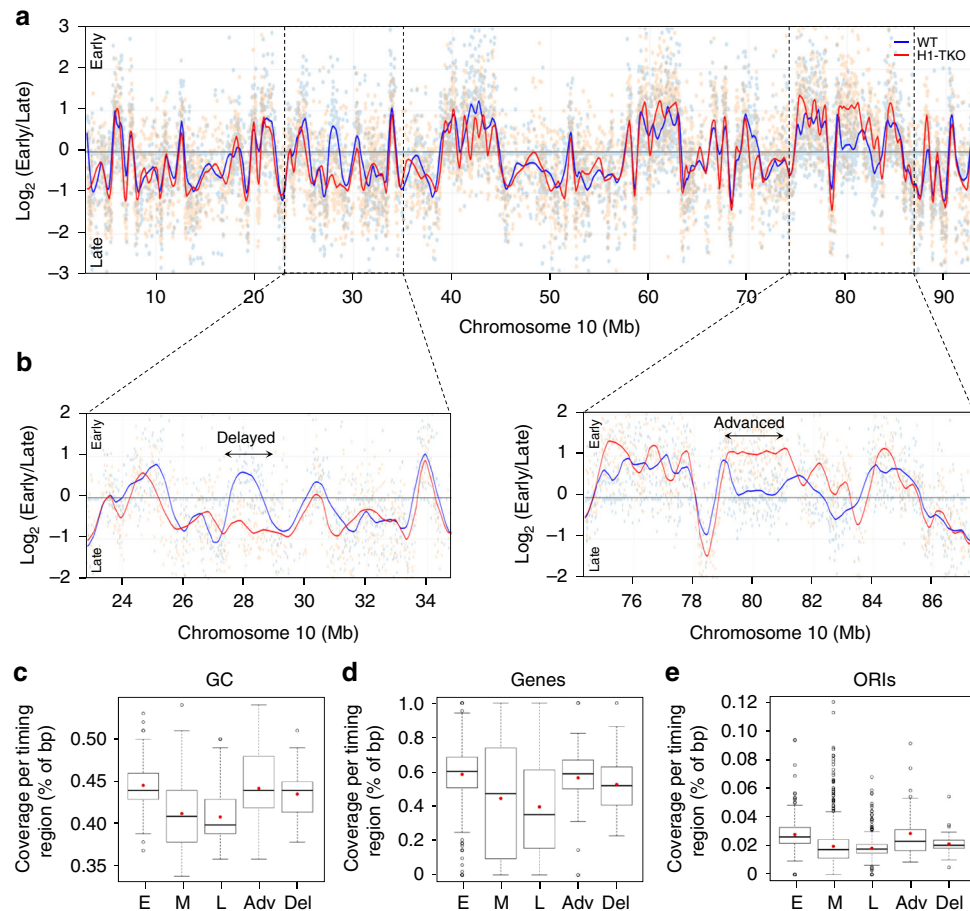 a
3
2
1
0
–1
–2
–3
Log2 (Early/Late)
Early
Late
WT
H1-TKO
10 20 30 40 50 60 70 80 90
Chromosome 10 (Mb)
b
2
1
0
–1
–2
Log2 (Early/Late)
Early
Late
Delayed
24 26 28 30 32 34
Chromosome 10 (Mb)
2
1
0
–1
–2
Log2 (Early/Late)
Early
Late
Advanced
76 78 80 82 84 86
Chromosome 10 (Mb)
c
GC
Coverage per timing
region (% of bp)
0.50
0.45
0.40
0.35
E M L Adv Del
d
Genes
Coverage per timing
region (% of bp)
1.0
0.8
0.6
0.4
0.2
0
E M L Adv Del
e
ORIs
Coverage per timing
region (% of bp)
0.12
0.10
0.08
0.06
0.04
0.02
0
E M L Adv Del